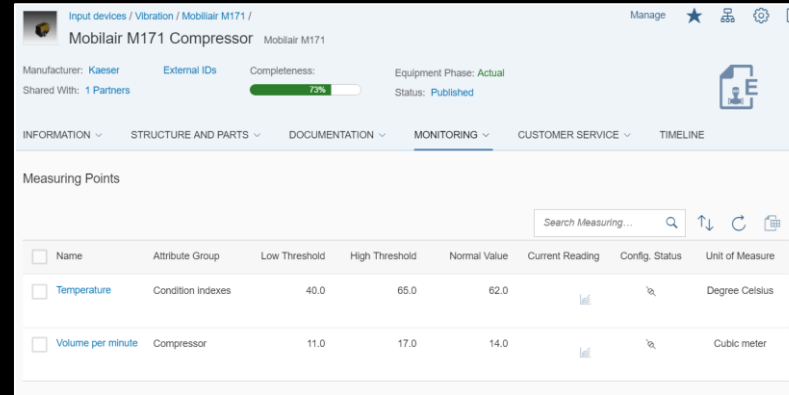 Input devices / Vibration / Mobiliair M171 /
Manage
Mobilair M171 Compressor Mobilair M171
Manufacturer: Kaeser External IDs Completeness: Equipment Phase: Actual
Shared With: 1 Partners 73% Status: Published
E
INFORMATION STRUCTURE AND PARTS DOCUMENTATION MONITORING CUSTOMER SERVICE TIMELINE
Measuring Points
Search Measuring...
Name Attribute Group Low Threshold High Threshold Normal Value Current Reading Config. Status Unit of Measure
Temperature Condition indexes 40.0 65.0 62.0 Degree Celsius
Volume per minute Compressor 11.0 17.0 14.0 Cubic meter